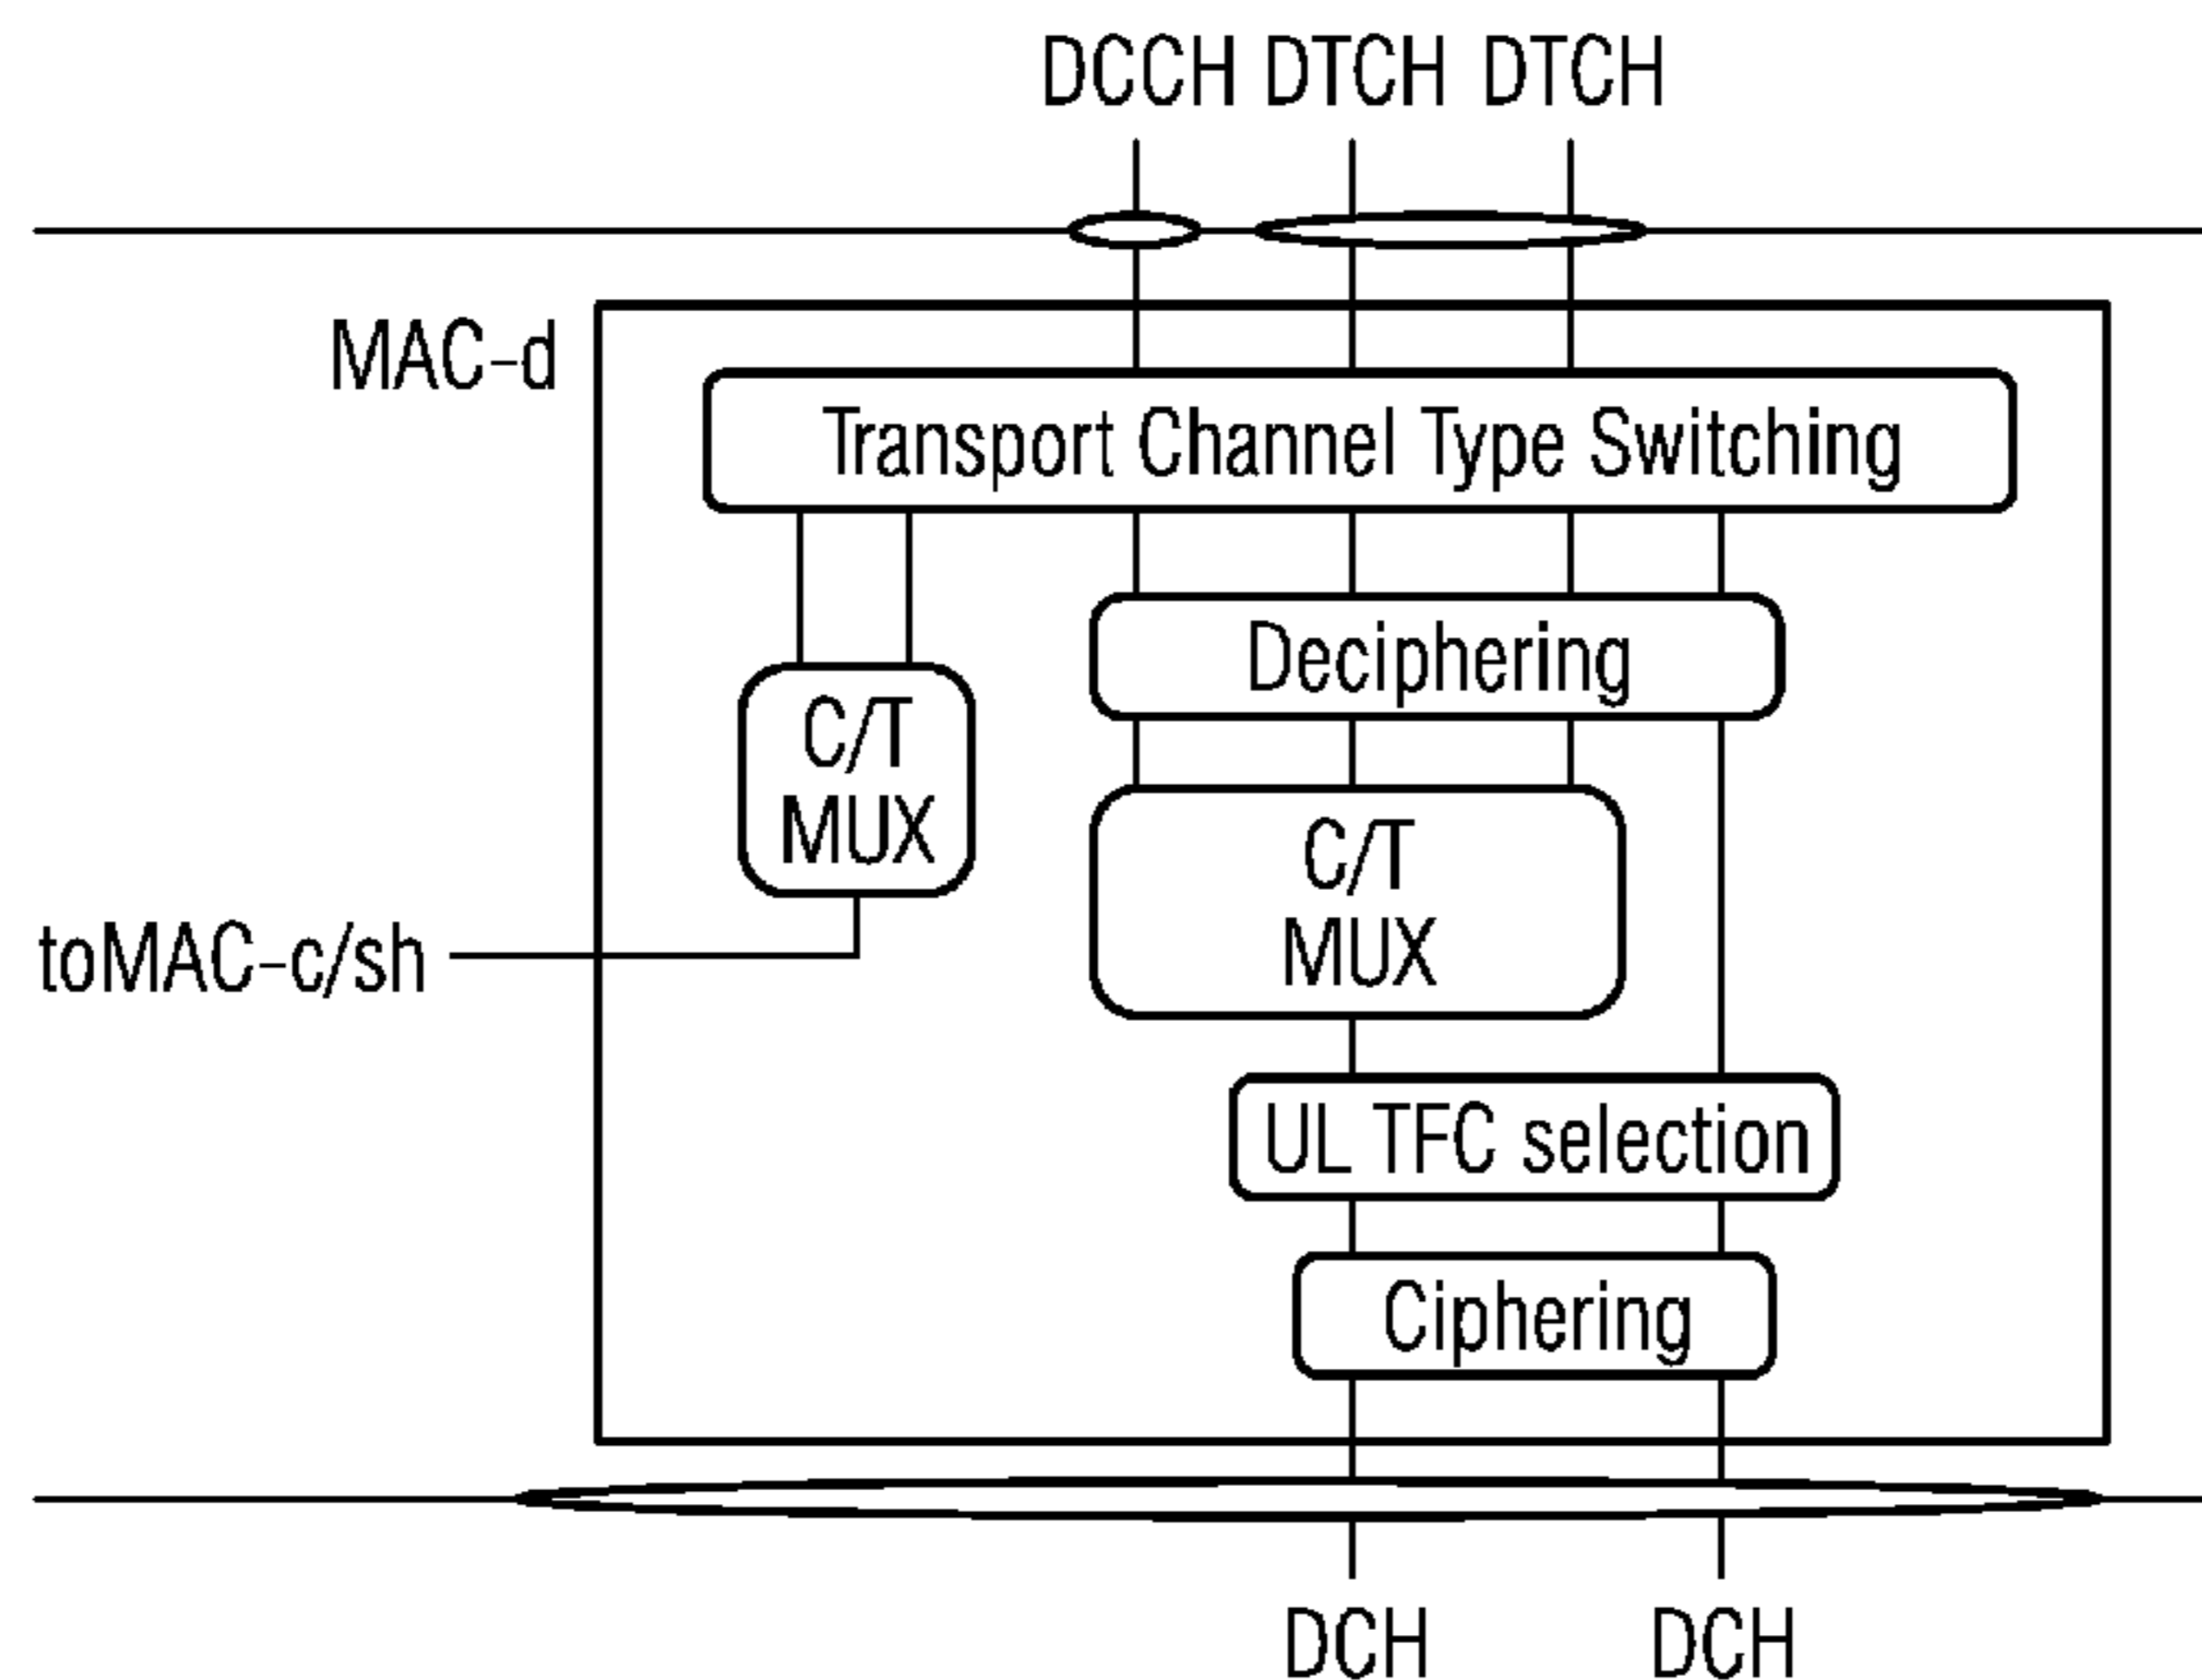 DCCH DTCH DTCH
MAC-d
Transport Channel Type Switching
Deciphering
C/T
MUX
C/T
MUX
toMAC-c/sh
UL TFC selection
Ciphering
DCH DCH